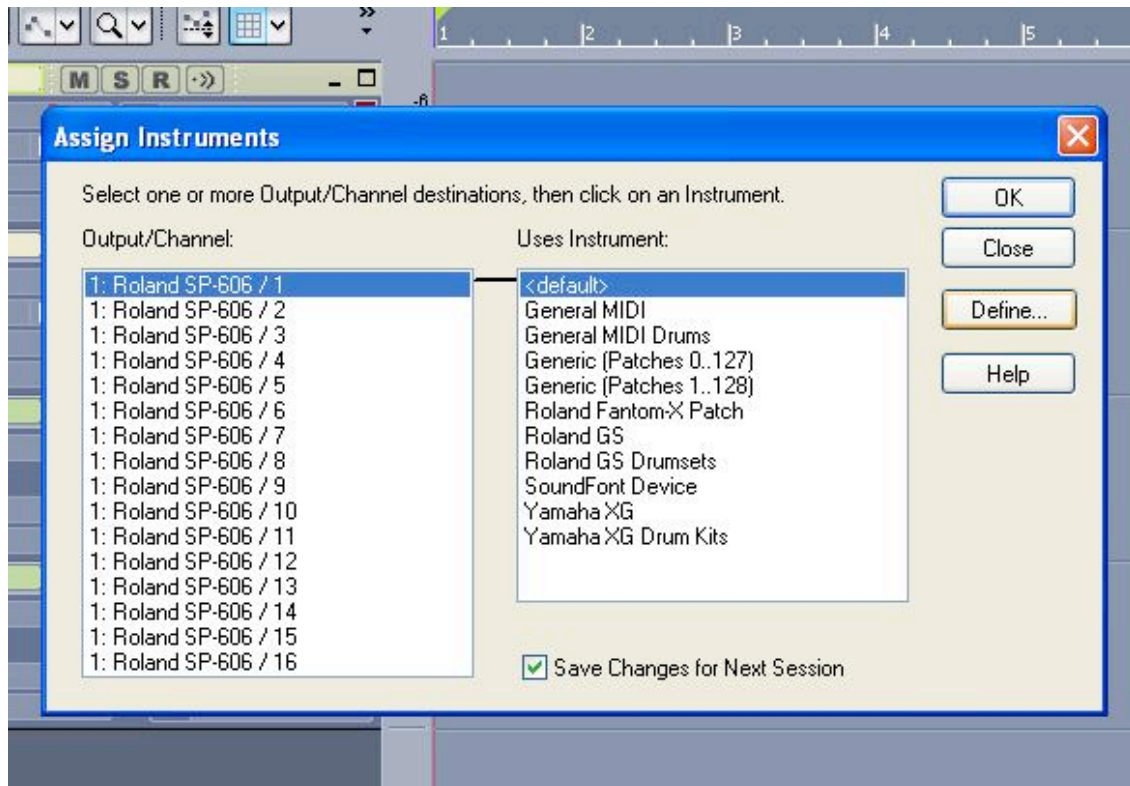 »
1 2 3 4 5
M S R
-6
Assign Instruments
Select one or more Output/Channel destinations, then click on an Instrument.
Output/Channel:
1: Roland SP-606 / 1
1: Roland SP-606 / 2
1: Roland SP-606 / 3
1: Roland SP-606 / 4
1: Roland SP-606 / 5
1: Roland SP-606 / 6
1: Roland SP-606 / 7
1: Roland SP-606 / 8
1: Roland SP-606 / 9
1: Roland SP-606 / 10
1: Roland SP-606 / 11
1: Roland SP-606 / 12
1: Roland SP-606 / 13
1: Roland SP-606 / 14
1: Roland SP-606 / 15
1: Roland SP-606 / 16
Uses Instrument:
<default>
General MIDI
General MIDI Drums
Generic (Patches 0..127)
Generic (Patches 1..128)
Roland Fantom-X Patch
Roland GS
Roland GS Drumsets
SoundFont Device
Yamaha XG
Yamaha XG Drum Kits
Save Changes for Next Session
OK
Close
Define...
Help